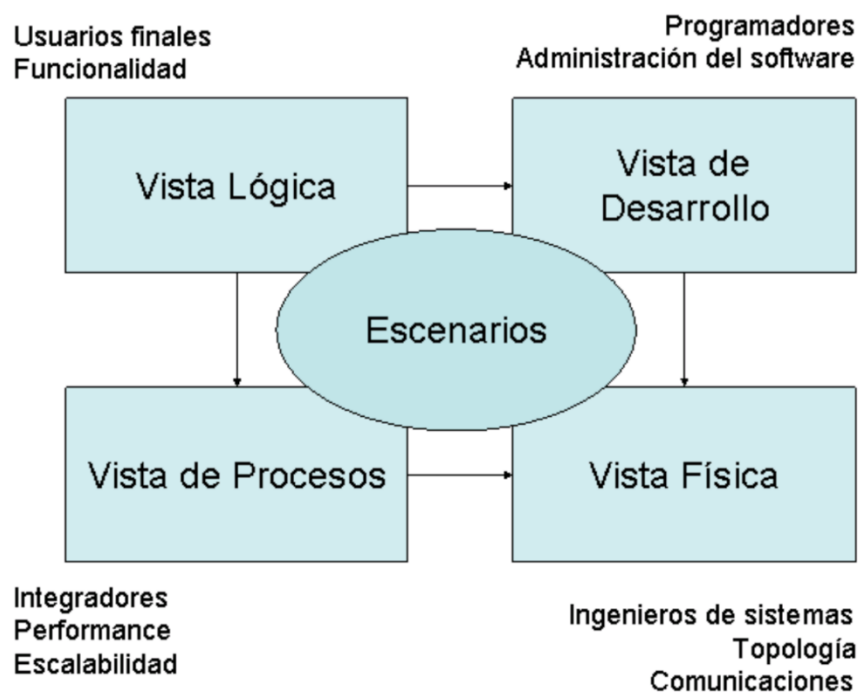 Usuarios finales
Funcionalidad
Programadores
Administración del software
Vista Lógica
Vista de
Desarrollo
Escenarios
Vista de Procesos
Vista Física
Integradores
Performance
Escalabilidad
Ingenieros de sistemas
Topología
Comunicaciones